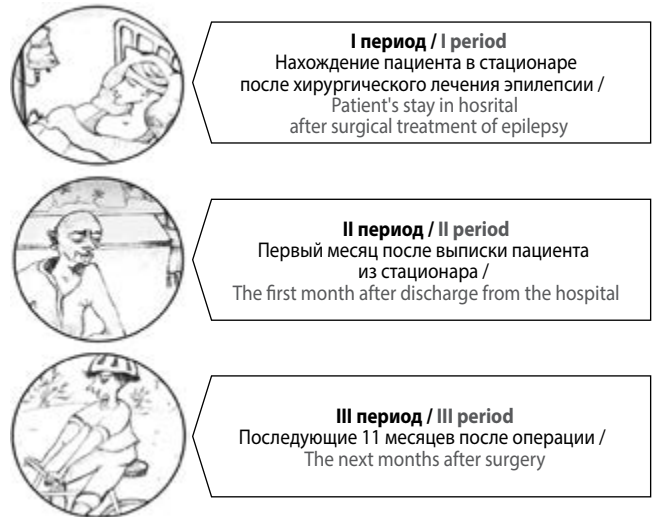 I период / I period
Нахождение пациента в стационаре
после хирургического лечения эпилепсии /
Patient's stay in hosrital
after surgical treatment of epilepsy
II период / II period
Первый месяц после выписки пациента
из стационара /
The first month after discharge from the hospital
III период / III period
Последующие 11 месяцев после операции /
The next months after surgery